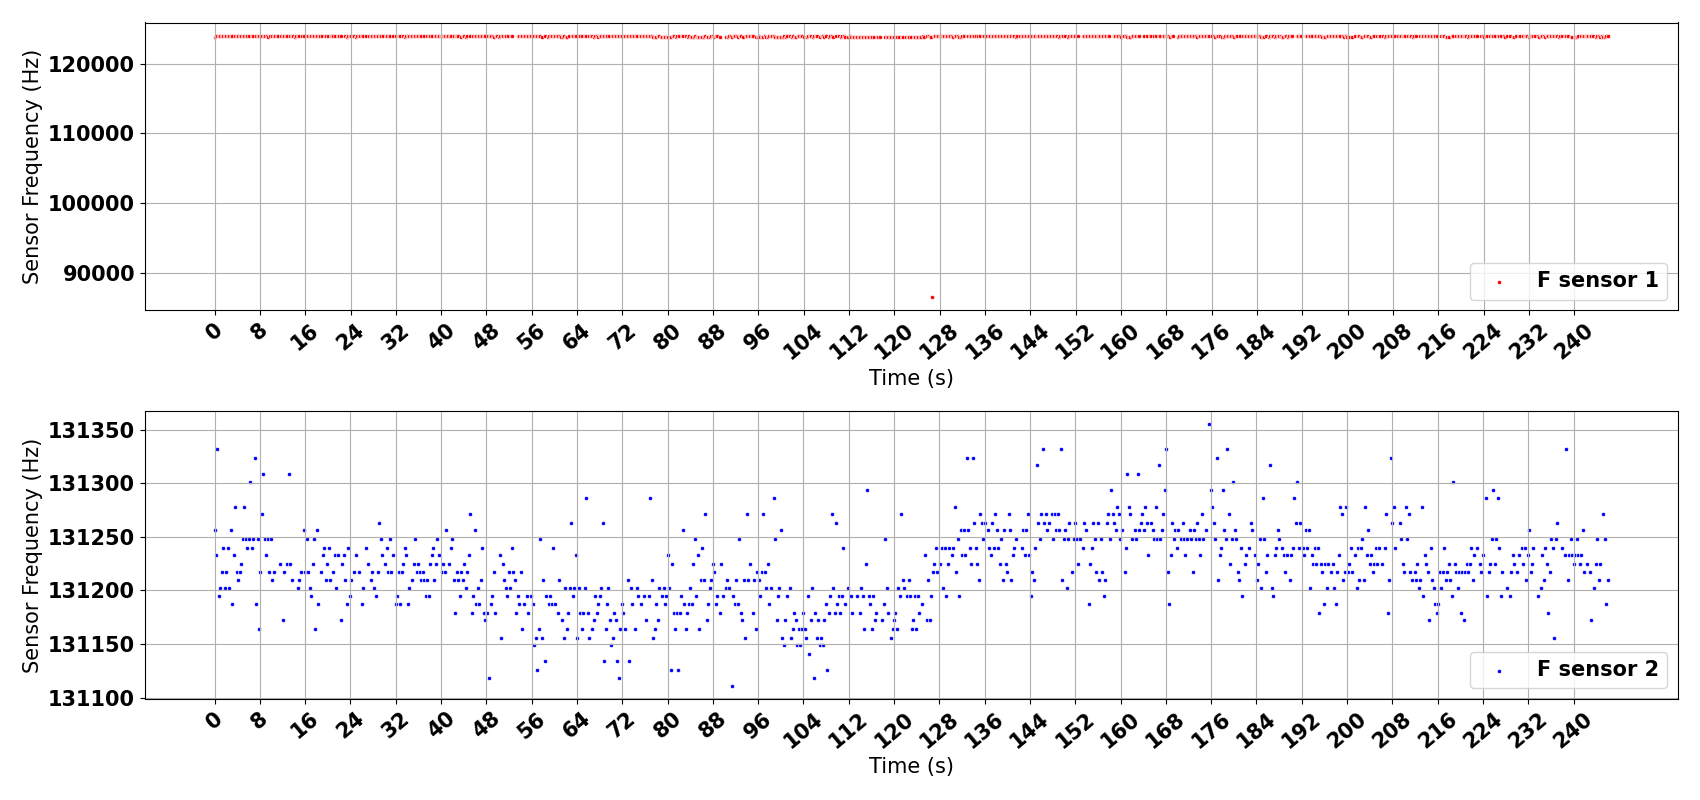 Sensor Frequency (Hz)
120000
110000
100000
90000
F sensor 1
0 8 16 24 32 40 48 56 64 72 80 88 96 104 112 120 128 136 144 152 160 168 176 184 192 200 208 216 224 232 240
Time (s)
Sensor Frequency (Hz)
131350
131300
131250
131200
131150
131100
F sensor 2
0 8 16 24 32 40 48 56 64 72 80 88 96 104 112 120 128 136 144 152 160 168 176 184 192 200 208 216 224 232 240
Time (s)